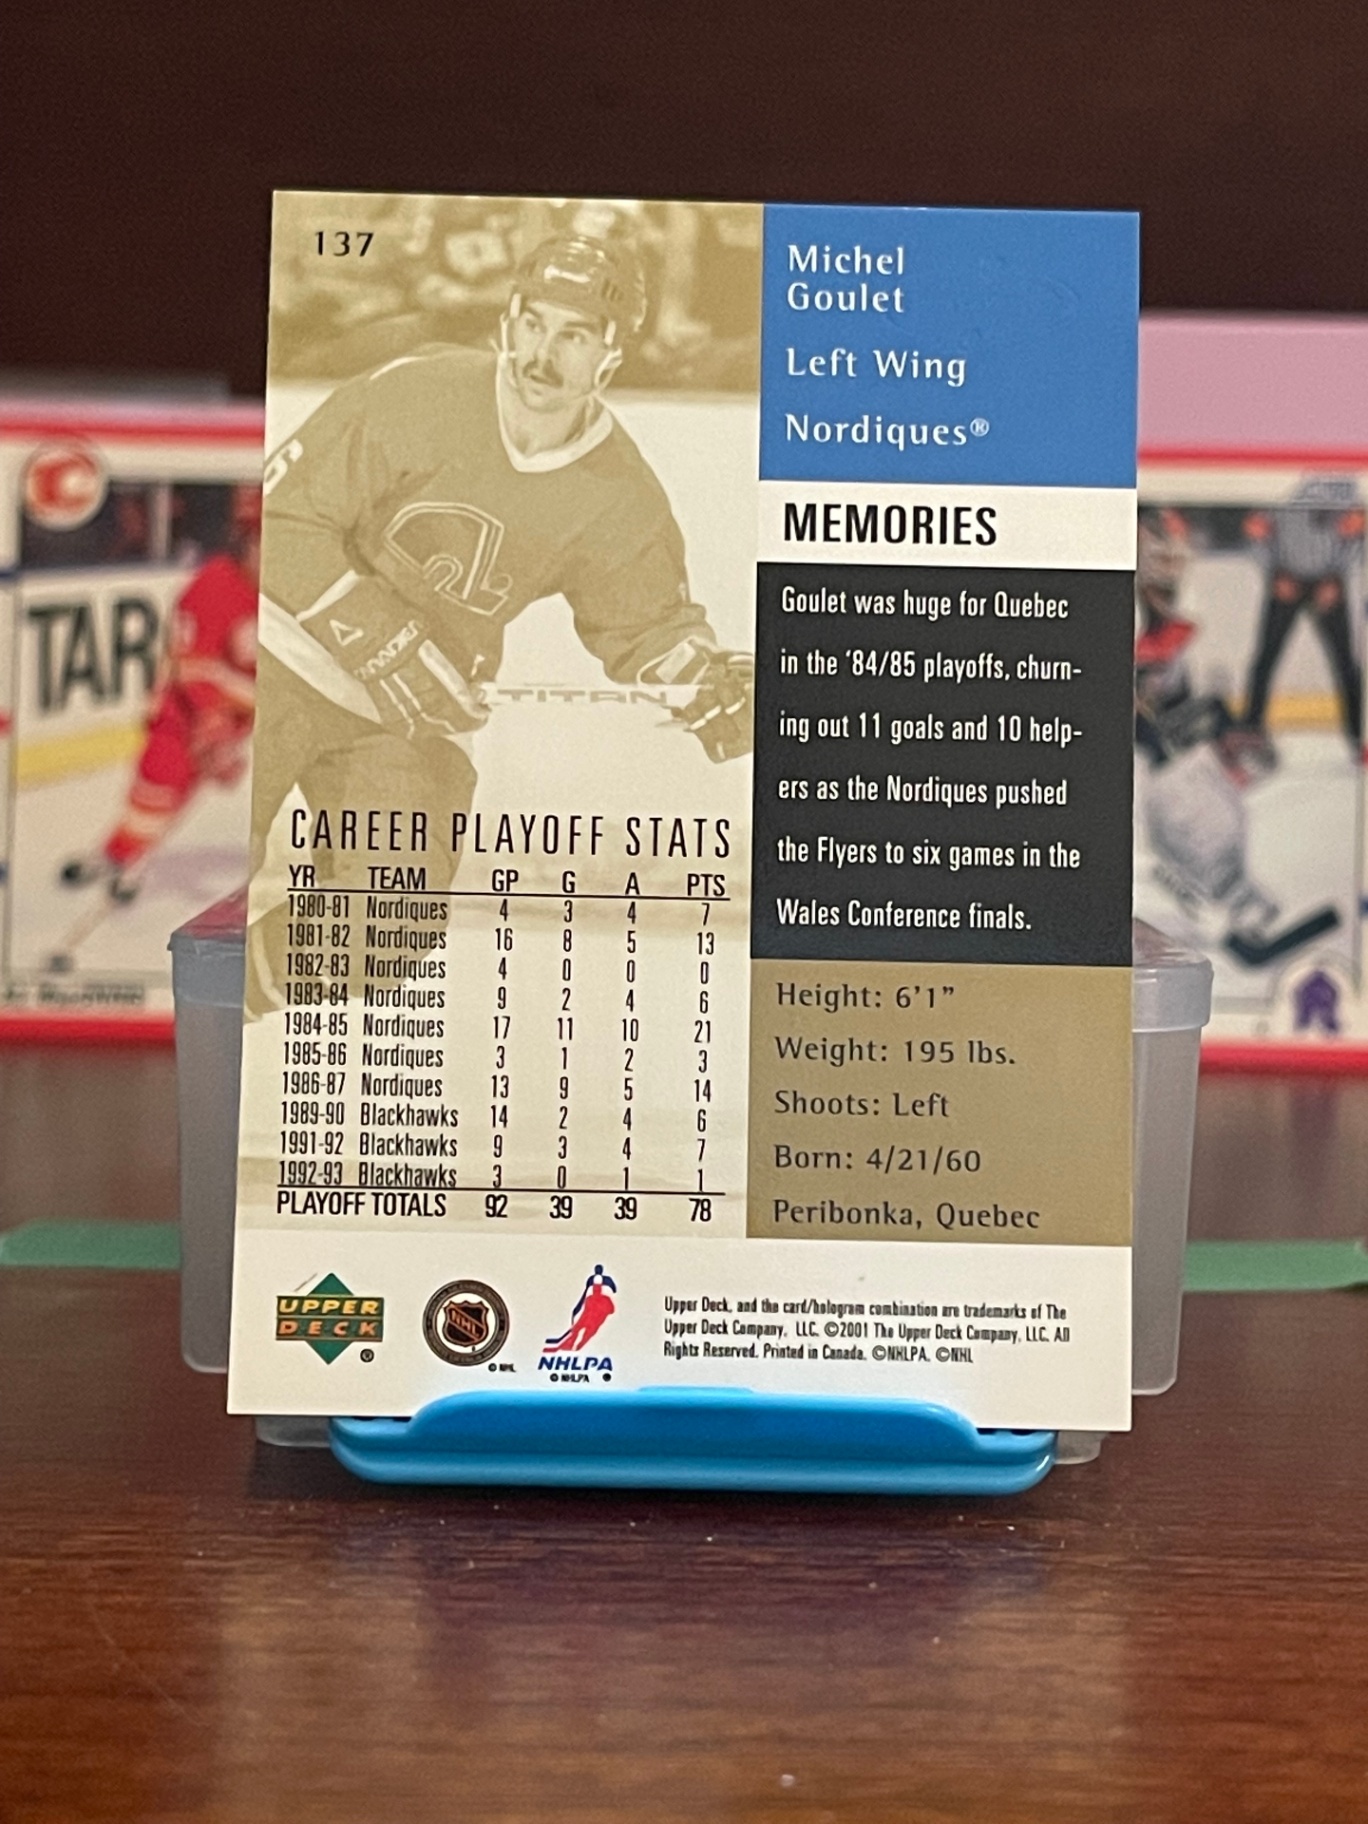 137
Michel
Goulet
Left Wing
Nordiques®
MEMORIES
Goulet was huge for Quebec
in the '84/85 playoffs, churn-
ing out 11 goals and 10 help-
ers as the Nordiques pushed
the Flyers to six games in the
Wales Conference finals.
TITAN
CAREER PLAYOFF STATS
YR TEAM GP G A PTS
1980-81 Nordiques 4 3 4 7
1981-82 Nordiques 16 8 5 13
1982-83 Nordiques 4 0 0 0
1983-84 Nordiques 9 2 4 6
1984-85 Nordiques 17 11 10 21
1985-86 Nordiques 3 1 2 3
1986-87 Nordiques 13 9 5 14
1989-90 Blackhawks 14 2 4 6
1991-92 Blackhawks 9 3 4 7
1992-93 Blackhawks 3 0 1 1
PLAYOFF TOTALS 92 39 39 78
Height: 6'1"
Weight: 195 lbs.
Shoots: Left
Born: 4/21/60
Peribonka, Quebec
UPPER
DECK
®
NHL
© NHL
NHLPA
© NHLPA
Upper Deck, and the card/hologram combination are trademarks of The
Upper Deck Company, LLC. ©2001 The Upper Deck Company, LLC. All
Rights Reserved. Printed in Canada. ©NHLPA. ©NHL
TAR